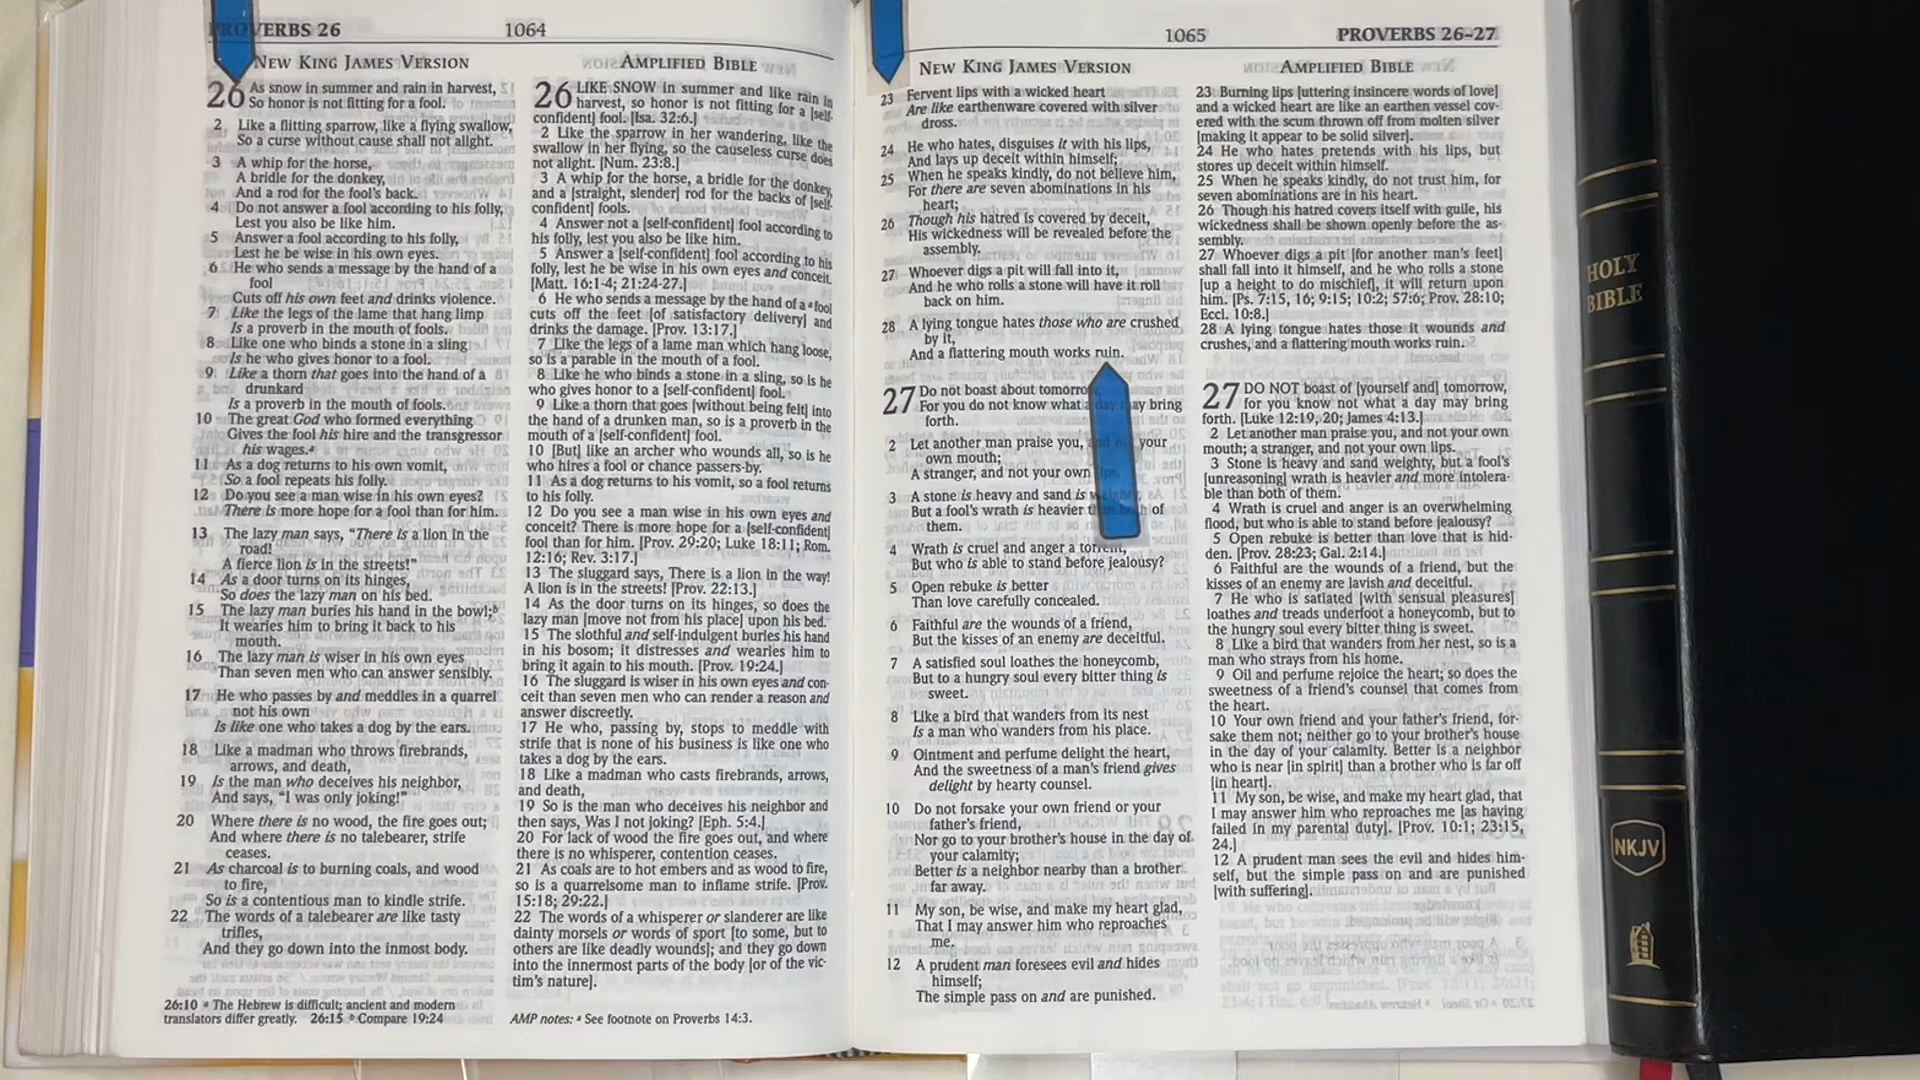 PROVERBS 26
1064
NEW KING JAMES VERSION
26 As snow in summer and rain in harvest,
So honor is not fitting for a fool.
2 Like a flitting sparrow, like a flying swallow,
So a curse without cause shall not alight.
3 A whip for the horse,
A bridle for the donkey,
And a rod for the fool's back.
4 Do not answer a fool according to his folly,
Lest you also be like him.
5 Answer a fool according to his folly,
Lest he be wise in his own eyes.
6 He who sends a message by the hand of a
fool
Cuts off his own feet and drinks violence.
7 Like the legs of the lame that hang limp
Is a proverb in the mouth of fools.
8 Like one who binds a stone in a sling
Is he who gives honor to a fool.
9 Like a thorn that goes into the hand of a
drunkard
Is a proverb in the mouth of fools.
10 The great God who formed everything
Gives the fool his hire and the transgressor
his wages.ᵃ
11 As a dog returns to his own vomit,
So a fool repeats his folly.
12 Do you see a man wise in his own eyes?
There is more hope for a fool than for him.
13 The lazy man says, "There is a lion in the
road!
A fierce lion is in the streets!"
14 As a door turns on its hinges,
So does the lazy man on his bed.
15 The lazy man buries his hand in the bowl;ᵇ
It wearies him to bring it back to his
mouth.
16 The lazy man is wiser in his own eyes
Than seven men who can answer sensibly.
17 He who passes by and meddles in a quarrel
not his own
Is like one who takes a dog by the ears.
18 Like a madman who throws firebrands,
arrows, and death,
19 Is the man who deceives his neighbor,
And says, "I was only joking!"
20 Where there is no wood, the fire goes out;
And where there is no talebearer, strife
ceases.
21 As charcoal is to burning coals, and wood
to fire,
So is a contentious man to kindle strife.
22 The words of a talebearer are like tasty
trifles,
And they go down into the inmost body.
26:10 ᵃ The Hebrew is difficult; ancient and modern
translators differ greatly. 26:15 ᵇ Compare 19:24
AMPLIFIED BIBLE
26 LIKE SNOW in summer and like rain in
harvest, so honor is not fitting for a [self-
confident] fool. [Isa. 32:6.]
2 Like the sparrow in her wandering, like the
swallow in her flying, so the causeless curse does
not alight. [Num. 23:8.]
3 A whip for the horse, a bridle for the donkey,
and a [straight, slender] rod for the backs of [self-
confident] fools.
4 Answer not a [self-confident] fool according to
his folly, lest you also be like him.
5 Answer a [self-confident] fool according to his
folly, lest he be wise in his own eyes and conceit.
[Matt. 16:1-4; 21:24-27.]
6 He who sends a message by the hand of a ᵃfool
cuts off the feet [of satisfactory delivery] and
drinks the damage. [Prov. 13:17.]
7 Like the legs of a lame man which hang loose,
so is a parable in the mouth of a fool.
8 Like he who binds a stone in a sling, so is he
who gives honor to a [self-confident] fool.
9 Like a thorn that goes [without being felt] into
the hand of a drunken man, so is a proverb in the
mouth of a [self-confident] fool.
10 [But] like an archer who wounds all, so is he
who hires a fool or chance passers-by.
11 As a dog returns to his vomit, so a fool returns
to his folly.
12 Do you see a man wise in his own eyes and
conceit? There is more hope for a [self-confident]
fool than for him. [Prov. 29:20; Luke 18:11; Rom.
12:16; Rev. 3:17.]
13 The sluggard says, There is a lion in the way!
A lion is in the streets! [Prov. 22:13.]
14 As the door turns on its hinges, so does the
lazy man [move not from his place] upon his bed.
15 The slothful and self-indulgent buries his hand
in his bosom; it distresses and wearies him to
bring it again to his mouth. [Prov. 19:24.]
16 The sluggard is wiser in his own eyes and con-
ceit than seven men who can render a reason and
answer discreetly.
17 He who, passing by, stops to meddle with
strife that is none of his business is like one who
takes a dog by the ears.
18 Like a madman who casts firebrands, arrows,
and death,
19 So is the man who deceives his neighbor and
then says, Was I not joking? [Eph. 5:4.]
20 For lack of wood the fire goes out, and where
there is no whisperer, contention ceases.
21 As coals are to hot embers and as wood to fire,
so is a quarrelsome man to inflame strife. [Prov.
15:18; 29:22.]
22 The words of a whisperer or slanderer are like
dainty morsels or words of sport [to some, but to
others are like deadly wounds]; and they go down
into the innermost parts of the body [or of the vic-
tim's nature].
AMP notes: ᵃ See footnote on Proverbs 14:3.
1065
PROVERBS 26-27
NEW KING JAMES VERSION
23 Fervent lips with a wicked heart
Are like earthenware covered with silver
dross.
24 He who hates, disguises it with his lips,
And lays up deceit within himself;
25 When he speaks kindly, do not believe him,
For there are seven abominations in his
heart;
26 Though his hatred is covered by deceit,
His wickedness will be revealed before the
assembly.
27 Whoever digs a pit will fall into it,
And he who rolls a stone will have it roll
back on him.
28 A lying tongue hates those who are crushed
by it,
And a flattering mouth works ruin.
27 Do not boast about tomorrow,
For you do not know what a day may bring
forth.
2 Let another man praise you, and not your
own mouth;
A stranger, and not your own lips.
3 A stone is heavy and sand is weighty,
But a fool's wrath is heavier than both of
them.
4 Wrath is cruel and anger a torrent,
But who is able to stand before jealousy?
5 Open rebuke is better
Than love carefully concealed.
6 Faithful are the wounds of a friend,
But the kisses of an enemy are deceitful.
7 A satisfied soul loathes the honeycomb,
But to a hungry soul every bitter thing is
sweet.
8 Like a bird that wanders from its nest
Is a man who wanders from his place.
9 Ointment and perfume delight the heart,
And the sweetness of a man's friend gives
delight by hearty counsel.
10 Do not forsake your own friend or your
father's friend,
Nor go to your brother's house in the day of
your calamity;
Better is a neighbor nearby than a brother
far away.
11 My son, be wise, and make my heart glad,
That I may answer him who reproaches
me.
12 A prudent man foresees evil and hides
himself;
The simple pass on and are punished.
AMPLIFIED BIBLE
23 Burning lips [uttering insincere words of love]
and a wicked heart are like an earthen vessel cov-
ered with the scum thrown off from molten silver
[making it appear to be solid silver].
24 He who hates pretends with his lips, but
stores up deceit within himself.
25 When he speaks kindly, do not trust him, for
seven abominations are in his heart.
26 Though his hatred covers itself with guile, his
wickedness shall be shown openly before the as-
sembly.
27 Whoever digs a pit [for another man's feet]
shall fall into it himself, and he who rolls a stone
[up a height to do mischief], it will return upon
him. [Ps. 7:15, 16; 9:15; 10:2; 57:6; Prov. 28:10;
Eccl. 10:8.]
28 A lying tongue hates those it wounds and
crushes, and a flattering mouth works ruin.
27 DO NOT boast of [yourself and] tomorrow,
for you know not what a day may bring
forth. [Luke 12:19, 20; James 4:13.]
2 Let another man praise you, and not your own
mouth; a stranger, and not your own lips.
3 Stone is heavy and sand weighty, but a fool's
[unreasoning] wrath is heavier and more intolera-
ble than both of them.
4 Wrath is cruel and anger is an overwhelming
flood, but who is able to stand before jealousy?
5 Open rebuke is better than love that is hid-
den. [Prov. 28:23; Gal. 2:14.]
6 Faithful are the wounds of a friend, but the
kisses of an enemy are lavish and deceitful.
7 He who is satiated [with sensual pleasures]
loathes and treads underfoot a honeycomb, but to
the hungry soul every bitter thing is sweet.
8 Like a bird that wanders from her nest, so is a
man who strays from his home.
9 Oil and perfume rejoice the heart; so does the
sweetness of a friend's counsel that comes from
the heart.
10 Your own friend and your father's friend, for-
sake them not; neither go to your brother's house
in the day of your calamity. Better is a neighbor
who is near [in spirit] than a brother who is far off
[in heart].
11 My son, be wise, and make my heart glad, that
I may answer him who reproaches me [as having
failed in my parental duty]. [Prov. 10:1; 23:15,
24.]
12 A prudent man sees the evil and hides him-
self, but the simple pass on and are punished
[with suffering].
HOLY
BIBLE
NKJV